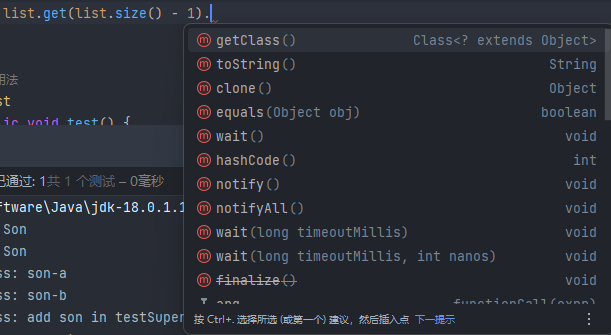 list.get(list.size() - 1).
getClass() Class<? extends Object>
toString() String
clone() Object
equals(Object obj) boolean
wait() void
hashCode() int
notify() void
notifyAll() void
wait(long timeoutMillis) void
wait(long timeoutMillis, int nanos) void
finalize() void
arg functionCall(expr)
按 Ctrl+. 选择所选 (或第一个) 建议，然后插入点 下一提示
用法
st
ic void test() {
已通过: 1共 1 个测试 – 0毫秒
ftware\Java\jdk-18.0.1.1
Son
Son
ss: son-a
ss: son-b
ss: add son in testSuper